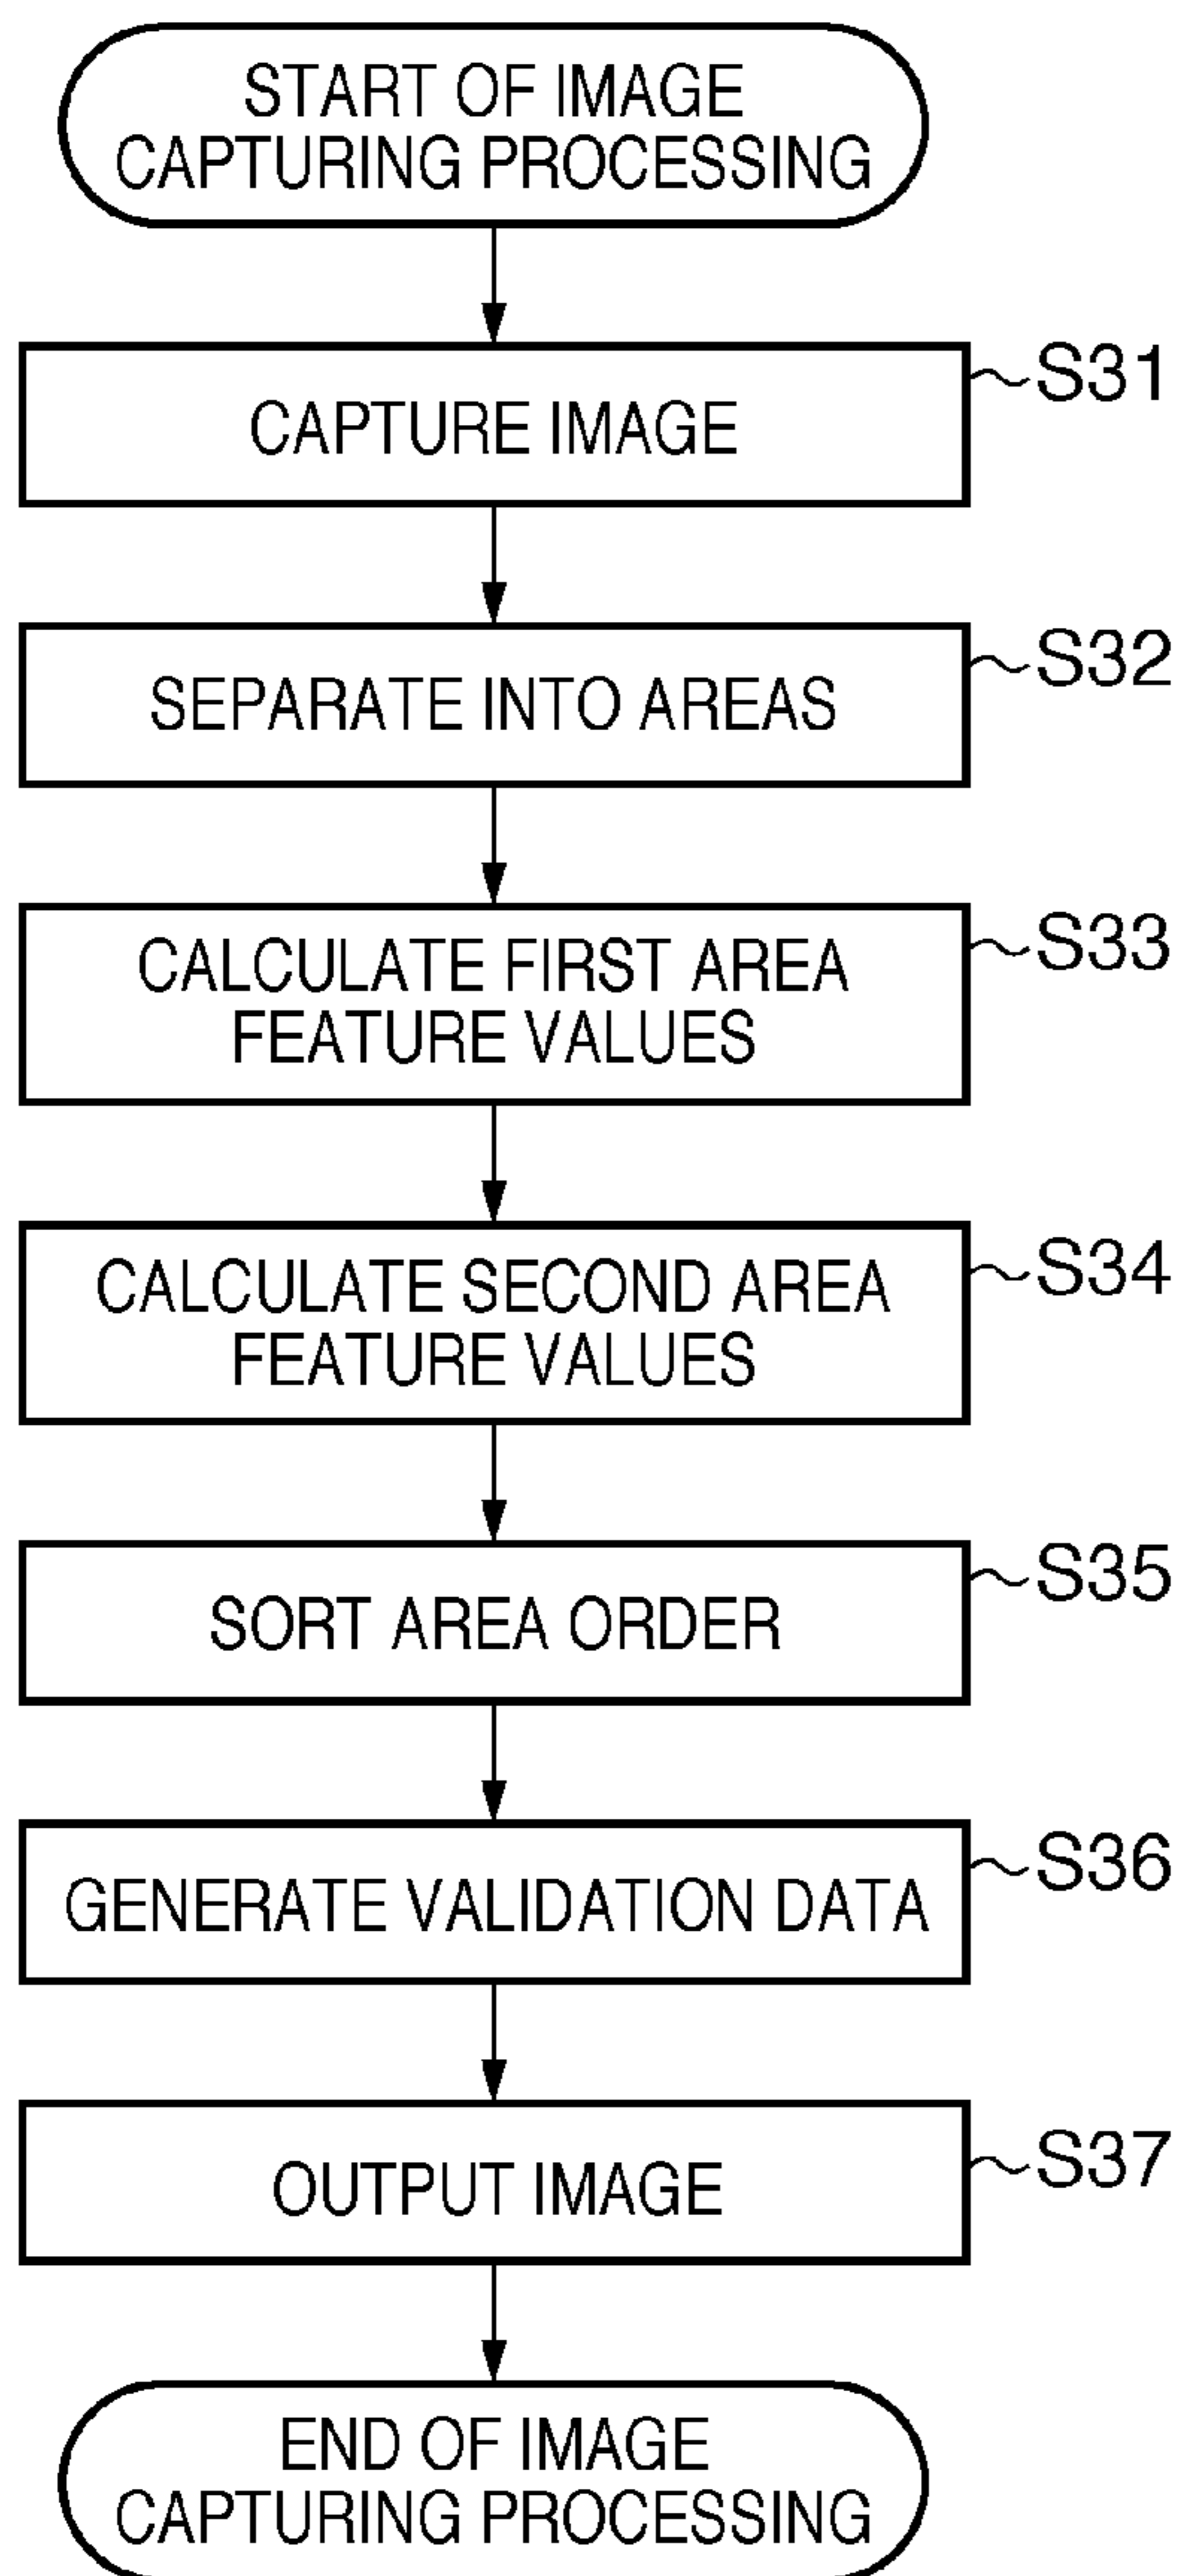 START OF IMAGE
CAPTURING PROCESSING
S31
CAPTURE IMAGE
S32
SEPARATE INTO AREAS
S33
CALCULATE FIRST AREA
FEATURE VALUES
S34
CALCULATE SECOND AREA
FEATURE VALUES
S35
SORT AREA ORDER
S36
GENERATE VALIDATION DATA
S37
OUTPUT IMAGE
END OF IMAGE
CAPTURING PROCESSING